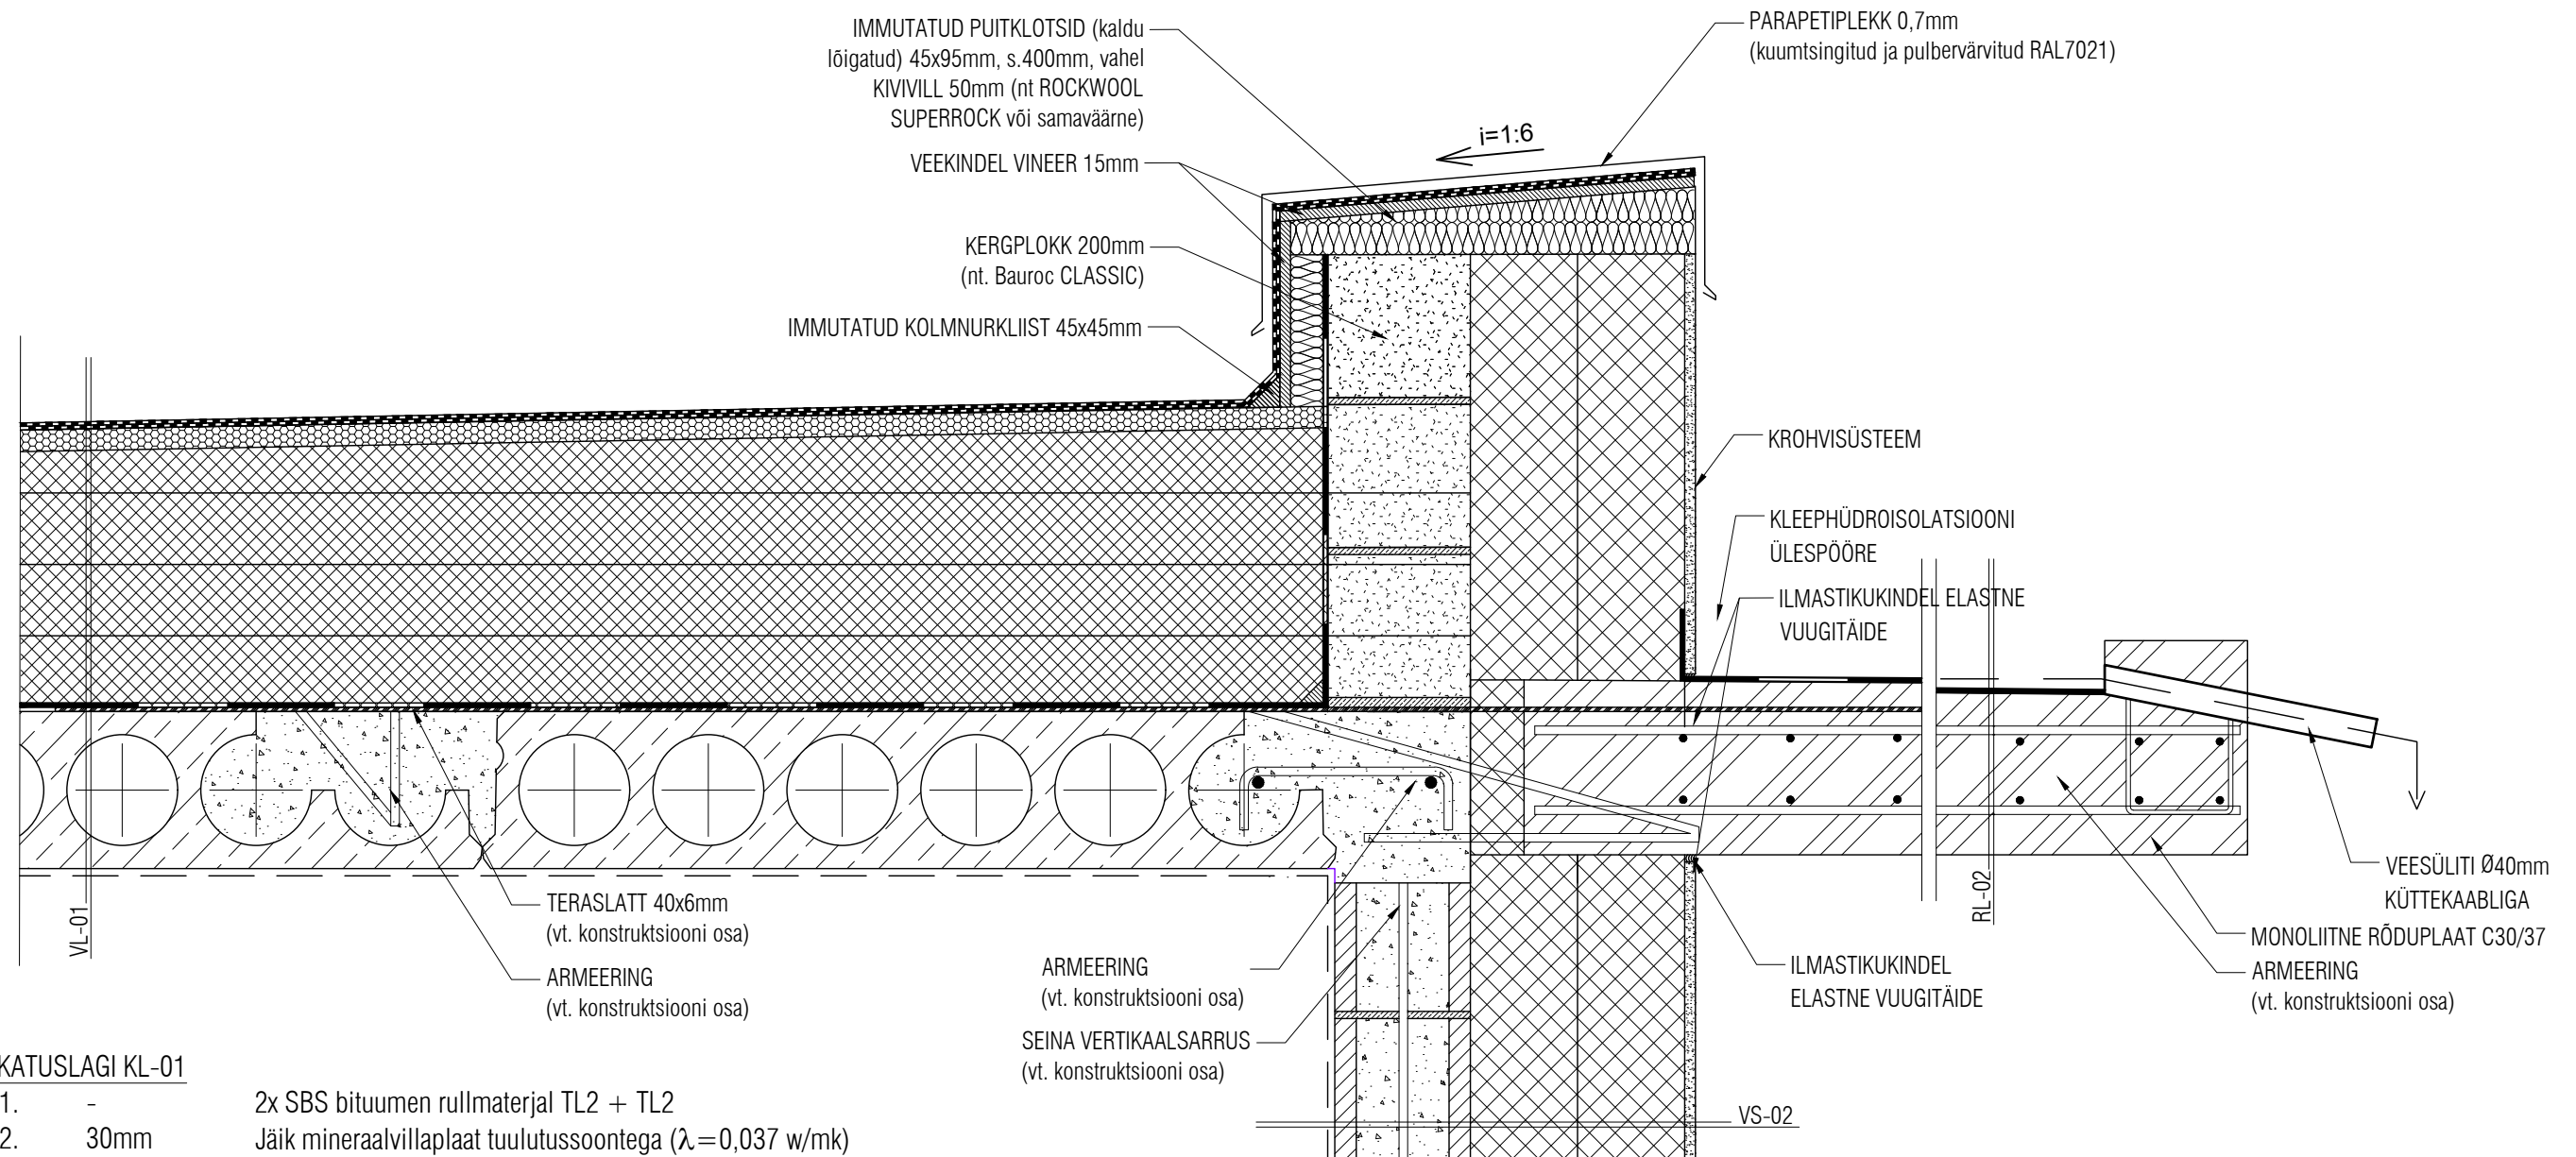 IMMUTATUD PUITKLOTSID (kaldu
lõigatud) 45x95mm, s.400mm, vahel
KIVIVILL 50mm (nt ROCKWOOL
SUPERROCK või samaväärne)
VEEKINDEL VINEER 15mm
KERGPLOKK 200mm
(nt. Bauroc CLASSIC)
IMMUTATUD KOLMNURKLIIST 45x45mm
i=1:6
PARAPETIPLEKK 0,7mm
(kuumtsingitud ja pulbervärvitud RAL7021)
KROHVISÜSTEEM
KLEEPHÜDROISOLATSIOONI
ÜLESPÖÖRE
ILMASTIKUKINDEL ELASTNE
VUUGITÄIDE
VL-01
TERASLATT 40x6mm
(vt. konstruktsiooni osa)
ARMEERING
(vt. konstruktsiooni osa)
ARMEERING
(vt. konstruktsiooni osa)
SEINA VERTIKAALSARRUS
(vt. konstruktsiooni osa)
ILMASTIKUKINDEL
ELASTNE VUUGITÄIDE
RL-02
VEESÜLITI Ø40mm
KÜTTEKAABLIGA
MONOLIITNE RÕDUPLAAT C30/37
ARMEERING
(vt. konstruktsiooni osa)
VS-02
KATUSLAGI KL-01
1. - 2x SBS bituumen rullmaterjal TL2 + TL2
2. 30mm Jäik mineraalvillaplaat tuulutussoontega (λ=0,037 w/mk)